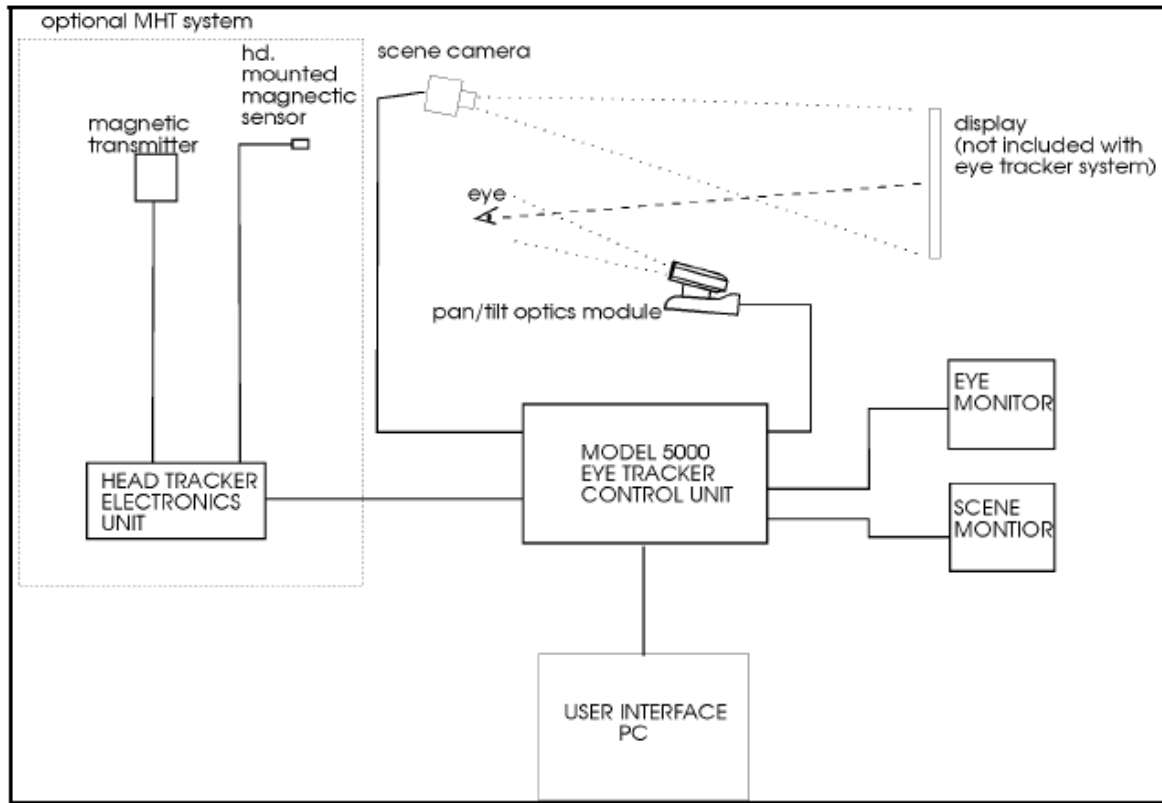 optional MHT system
hd.
mounted
magnectic
sensor
magnetic
transmitter
scene camera
display
(not included with
eye tracker system)
eye
pan/tilt optics module
EYE
MONITOR
MODEL 5000
EYE TRACKER
CONTROL UNIT
HEAD TRACKER
ELECTRONICS
UNIT
SCENE
MONTIOR
USER INTERFACE
PC